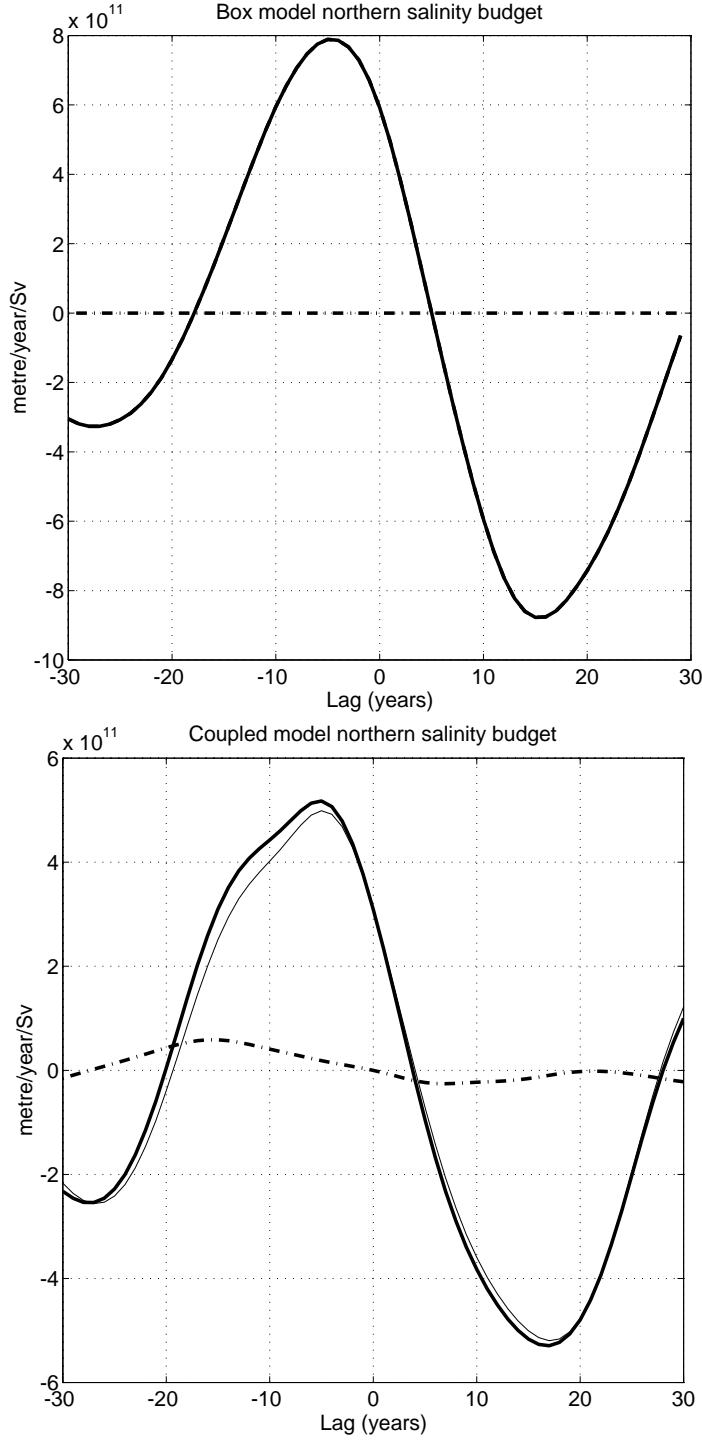 Box model northern salinity budget
x 10^11
8
6
4
2
0
-2
-4
-6
-8
-10
metre/year/Sv
-30 -20 -10 0 10 20 30
Lag (years)
Coupled model northern salinity budget
x 10^11
6
4
2
0
-2
-4
-6
metre/year/Sv
-30 -20 -10 0 10 20 30
Lag (years)